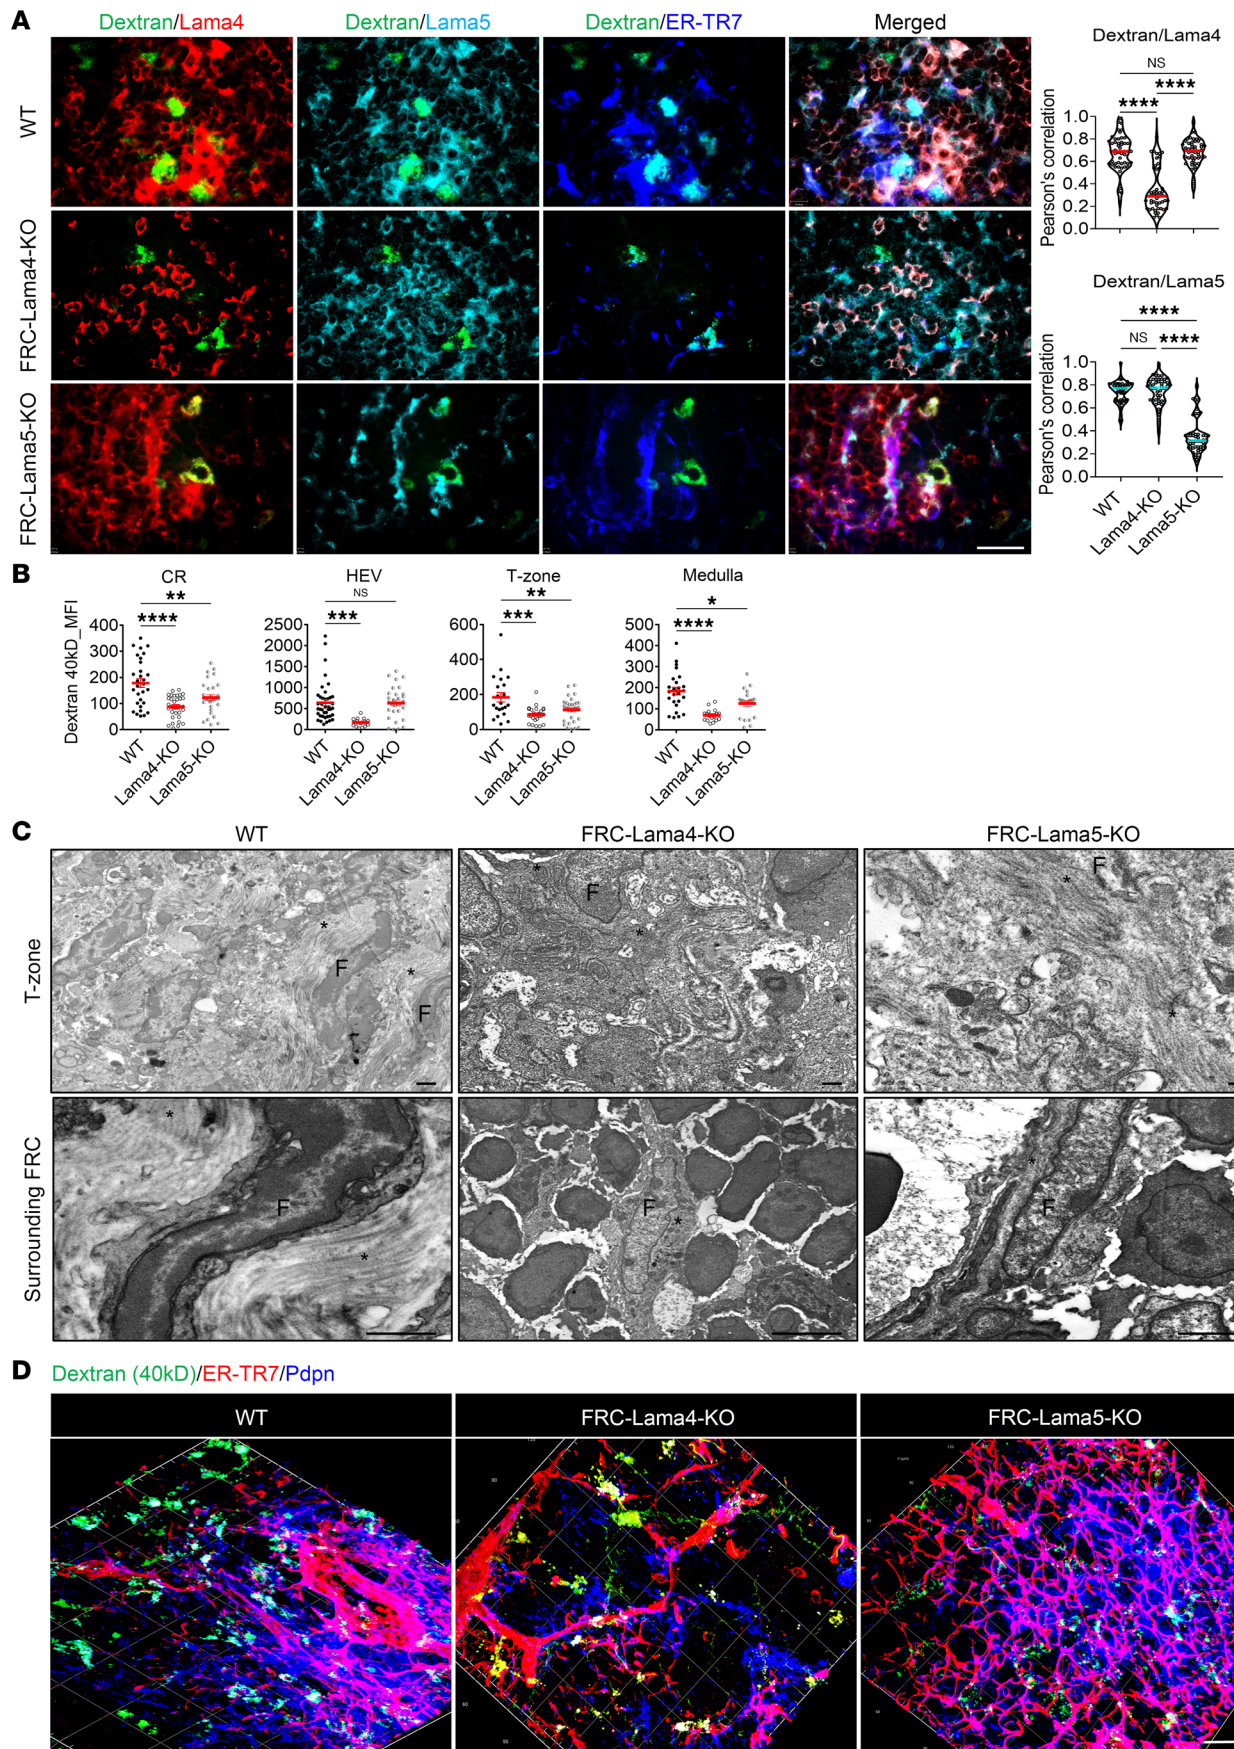 A
Dextran/Lama4
Dextran/Lama5
Dextran/ER-TR7
Merged
WT
FRC-Lama4-KO
FRC-Lama5-KO
Dextran/Lama4
NS
**** ****
Pearson's correlation
1.0
0.8
0.6
0.4
0.2
0.0
Dextran/Lama5
****
NS ****
Pearson's correlation
1.0
0.8
0.6
0.4
0.2
0.0
WT
Lama4-KO
Lama5-KO
B
Dextran 40kD_MFI
CR
**
****
400
300
200
100
0
WT
Lama4-KO
Lama5-KO
HEV
NS
***
2500
2000
1500
1000
500
0
WT
Lama4-KO
Lama5-KO
T-zone
**
***
600
400
200
0
WT
Lama4-KO
Lama5-KO
Medulla
*
****
500
400
300
200
100
0
WT
Lama4-KO
Lama5-KO
C
WT
FRC-Lama4-KO
FRC-Lama5-KO
T-zone
*
F
*
F
*
F
*
F
*
*
Surrounding FRC
*
F
*
F
*
*
F
D
Dextran (40kD)/ER-TR7/Pdpn
WT
FRC-Lama4-KO
FRC-Lama5-KO